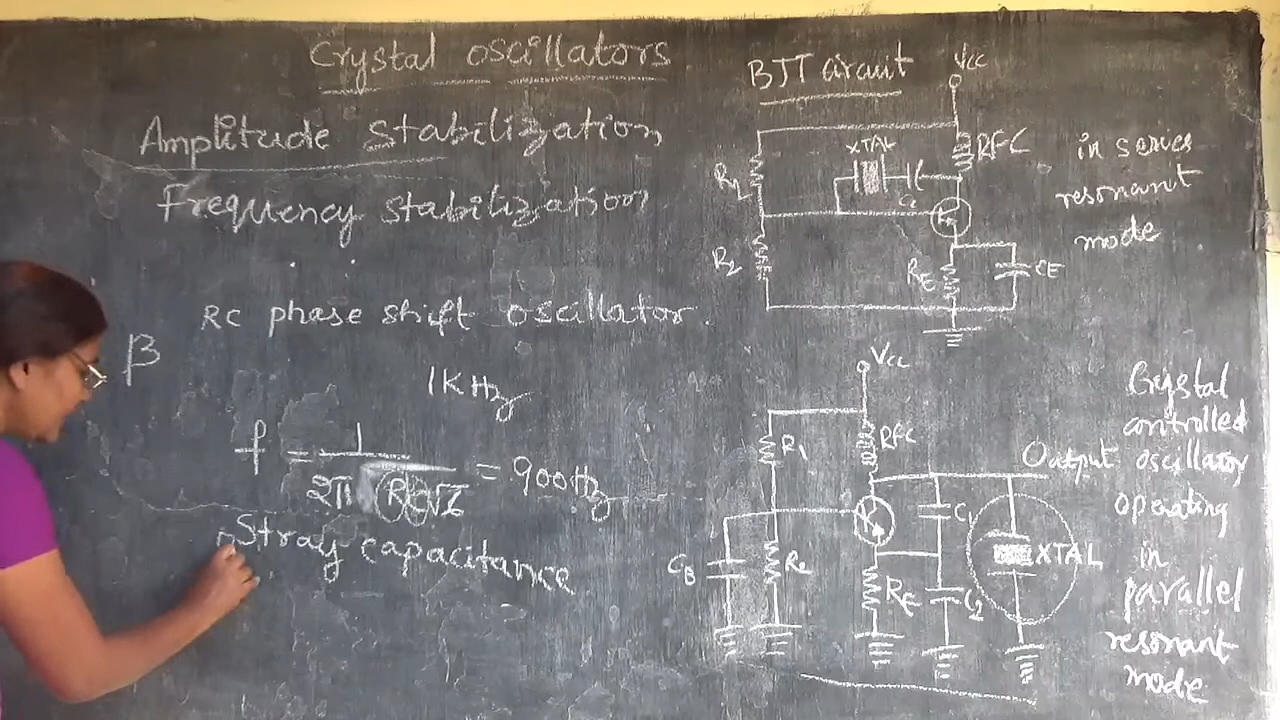 Crystal oscillators
Amplitude stabilization
Frequency stabilization
RC phase shift oscillator.
β
1KHz
f = 1 / 2π RC√6 = 900Hz
Stray capacitance
BJT circuit
Vcc
RFC
XTAL
Cc
R1
R2
RE
CE
in series
resonant
mode
Vcc
RFC
R1
R2
CB
RE
C1
C2
XTAL
Output
Crystal
controlled
oscillator
operating
in
parallel
resonant
mode